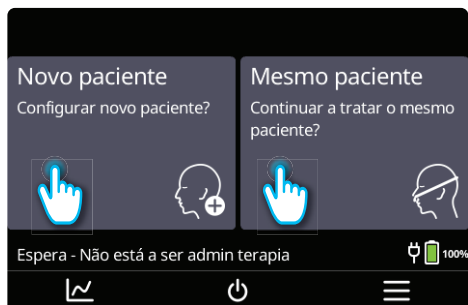 Novo paciente
Configurar novo paciente?
Mesmo paciente
Continuar a tratar o mesmo
paciente?
Espera - Não está a ser admin terapia
100%